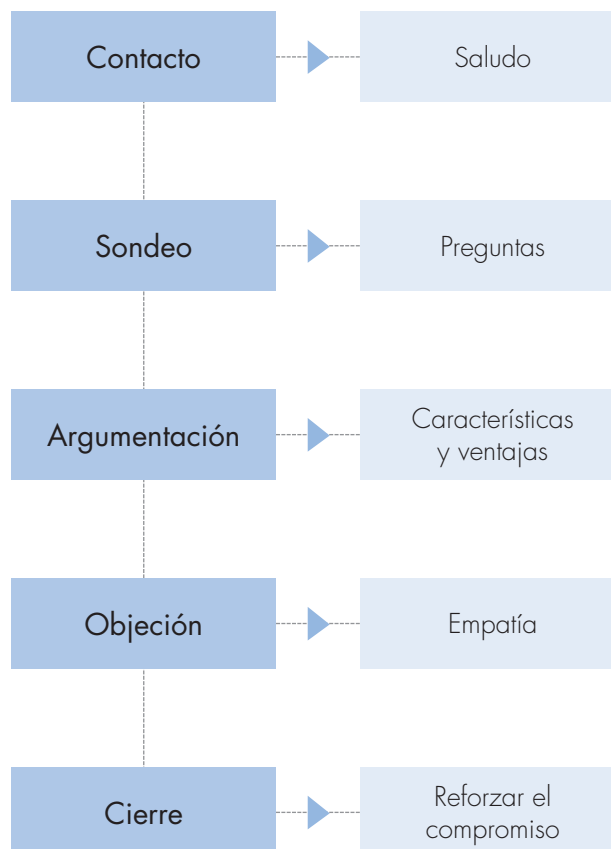 Contacto
Saludo
Sondeo
Preguntas
Argumentación
Características
y ventajas
Objeción
Empatía
Cierre
Reforzar el
compromiso